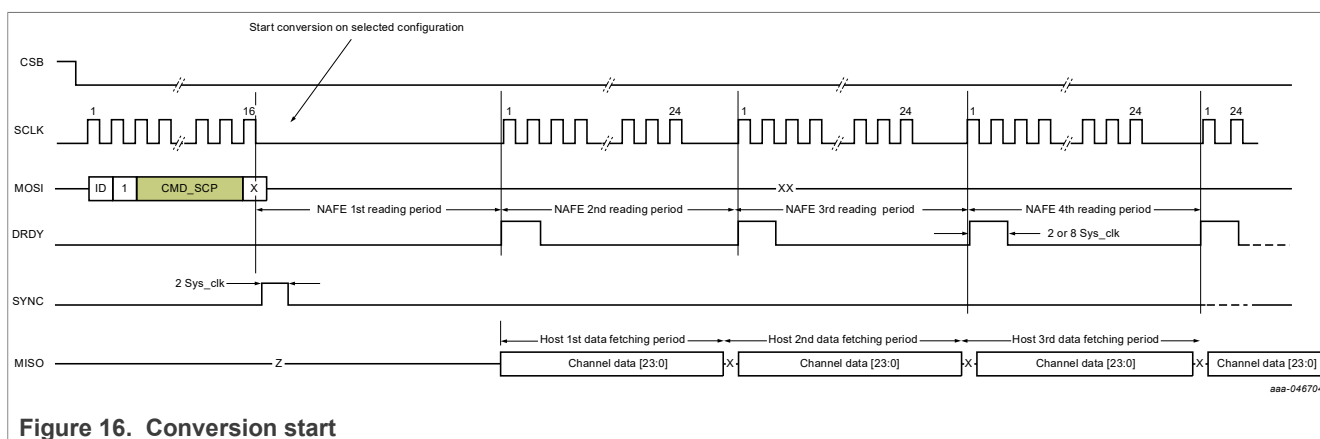 Start conversion on selected configuration
CSB
1 16 1 24 1 24 1 24 1 24
SCLK
MOSI ID 1 CMD_SCP X XX
NAFE 1st reading period NAFE 2nd reading period NAFE 3rd reading period NAFE 4th reading period
DRDY 2 or 8 Sys_clk
2 Sys_clk
SYNC
Host 1st data fetching period Host 2nd data fetching period Host 3rd data fetching period
MISO Z Channel data [23:0] X Channel data [23:0] X Channel data [23:0] X Channel data [23:0]
aaa-046704
Figure 16. Conversion start